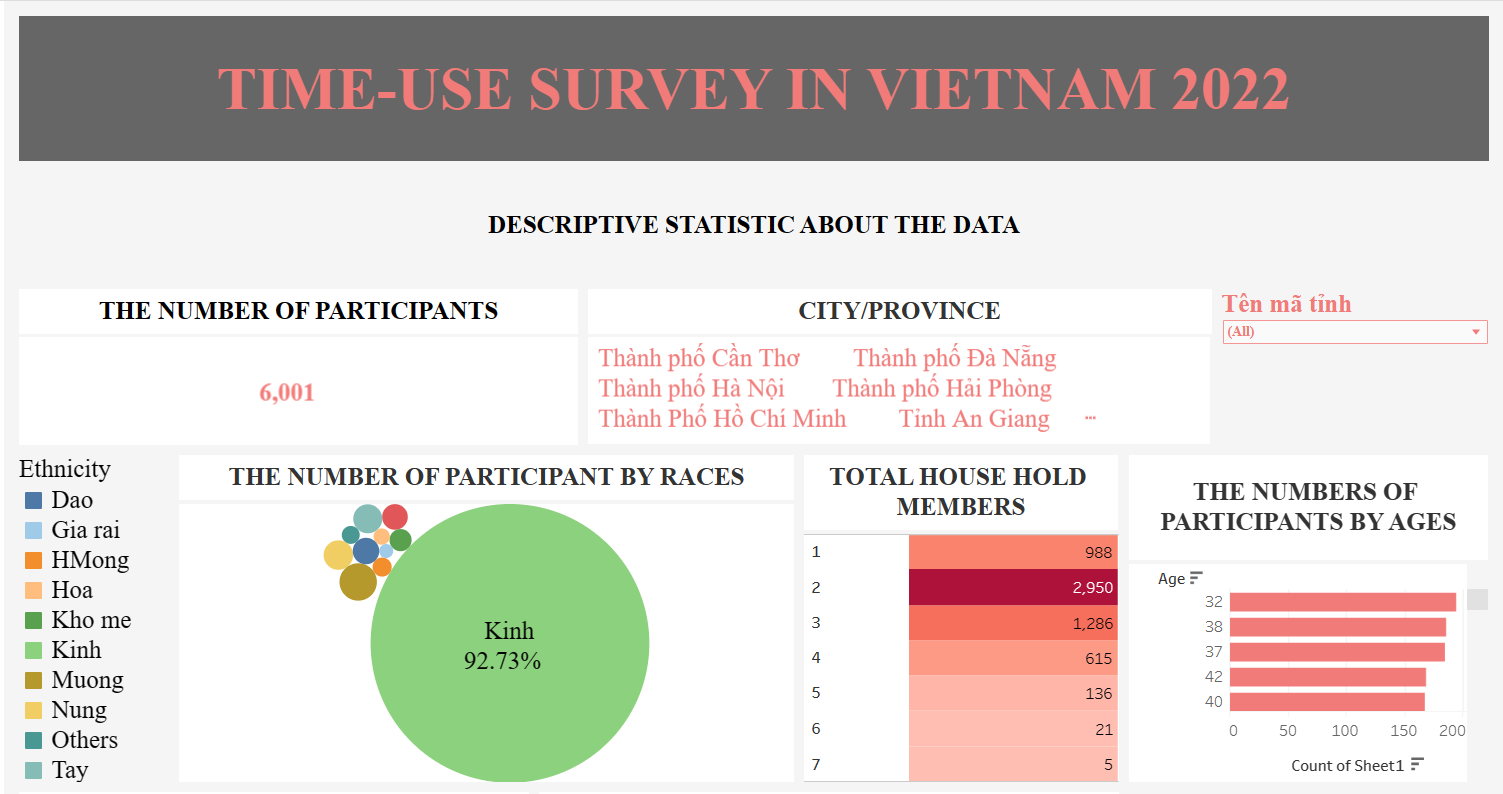 TIME-USE SURVEY IN VIETNAM 2022
DESCRIPTIVE STATISTIC ABOUT THE DATA
THE NUMBER OF PARTICIPANTS
6,001
CITY/PROVINCE
Thành phố Cần Thơ Thành phố Đà Nẵng
Thành phố Hà Nội Thành phố Hải Phòng
Thành Phố Hồ Chí Minh Tỉnh An Giang ...
Tên mã tỉnh
(All)
Ethnicity
Dao
Gia rai
HMong
Hoa
Kho me
Kinh
Muong
Nung
Others
Tay
THE NUMBER OF PARTICIPANT BY RACES
Kinh
92.73%
TOTAL HOUSE HOLD
MEMBERS
1 988
2 2,950
3 1,286
4 615
5 136
6 21
7 5
THE NUMBERS OF
PARTICIPANTS BY AGES
Age
32
38
37
42
40
0 50 100 150 200
Count of Sheet1